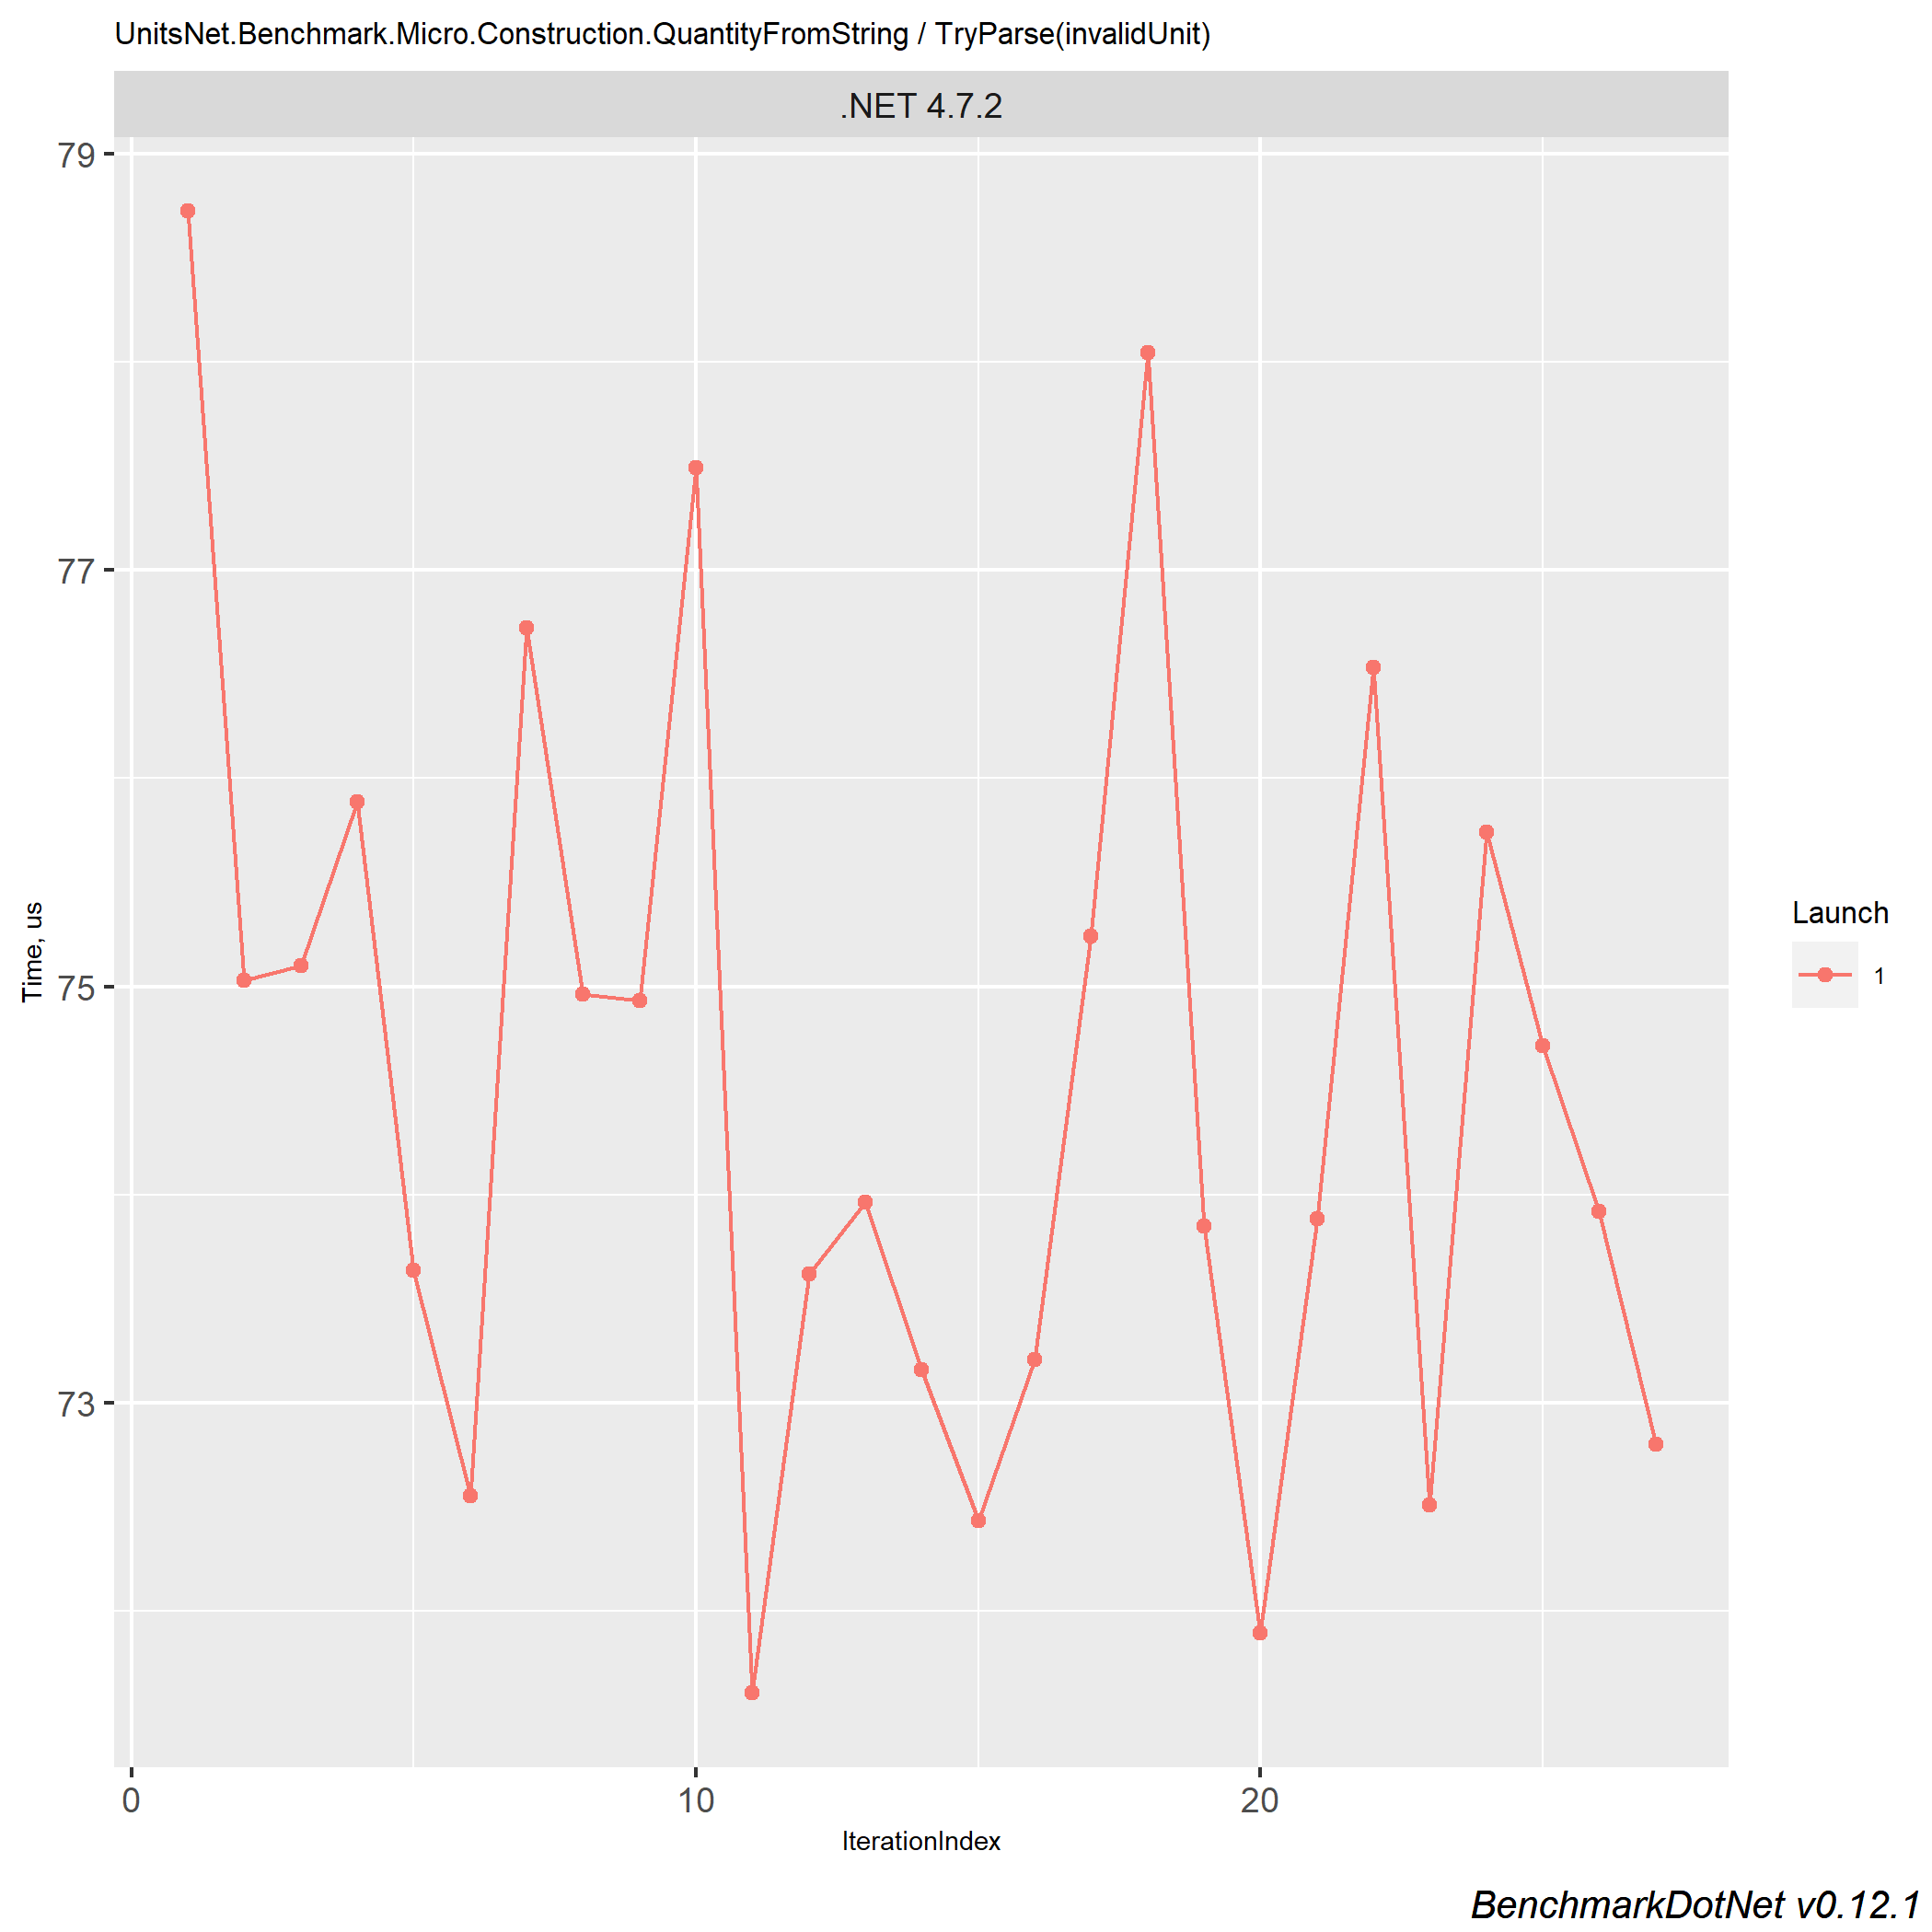 UnitsNet.Benchmark.Micro.Construction.QuantityFromString / TryParse(invalidUnit)
.NET 4.7.2
79
77
75
73
Time, us
0 10 20
IterationIndex
Launch
1
BenchmarkDotNet v0.12.1